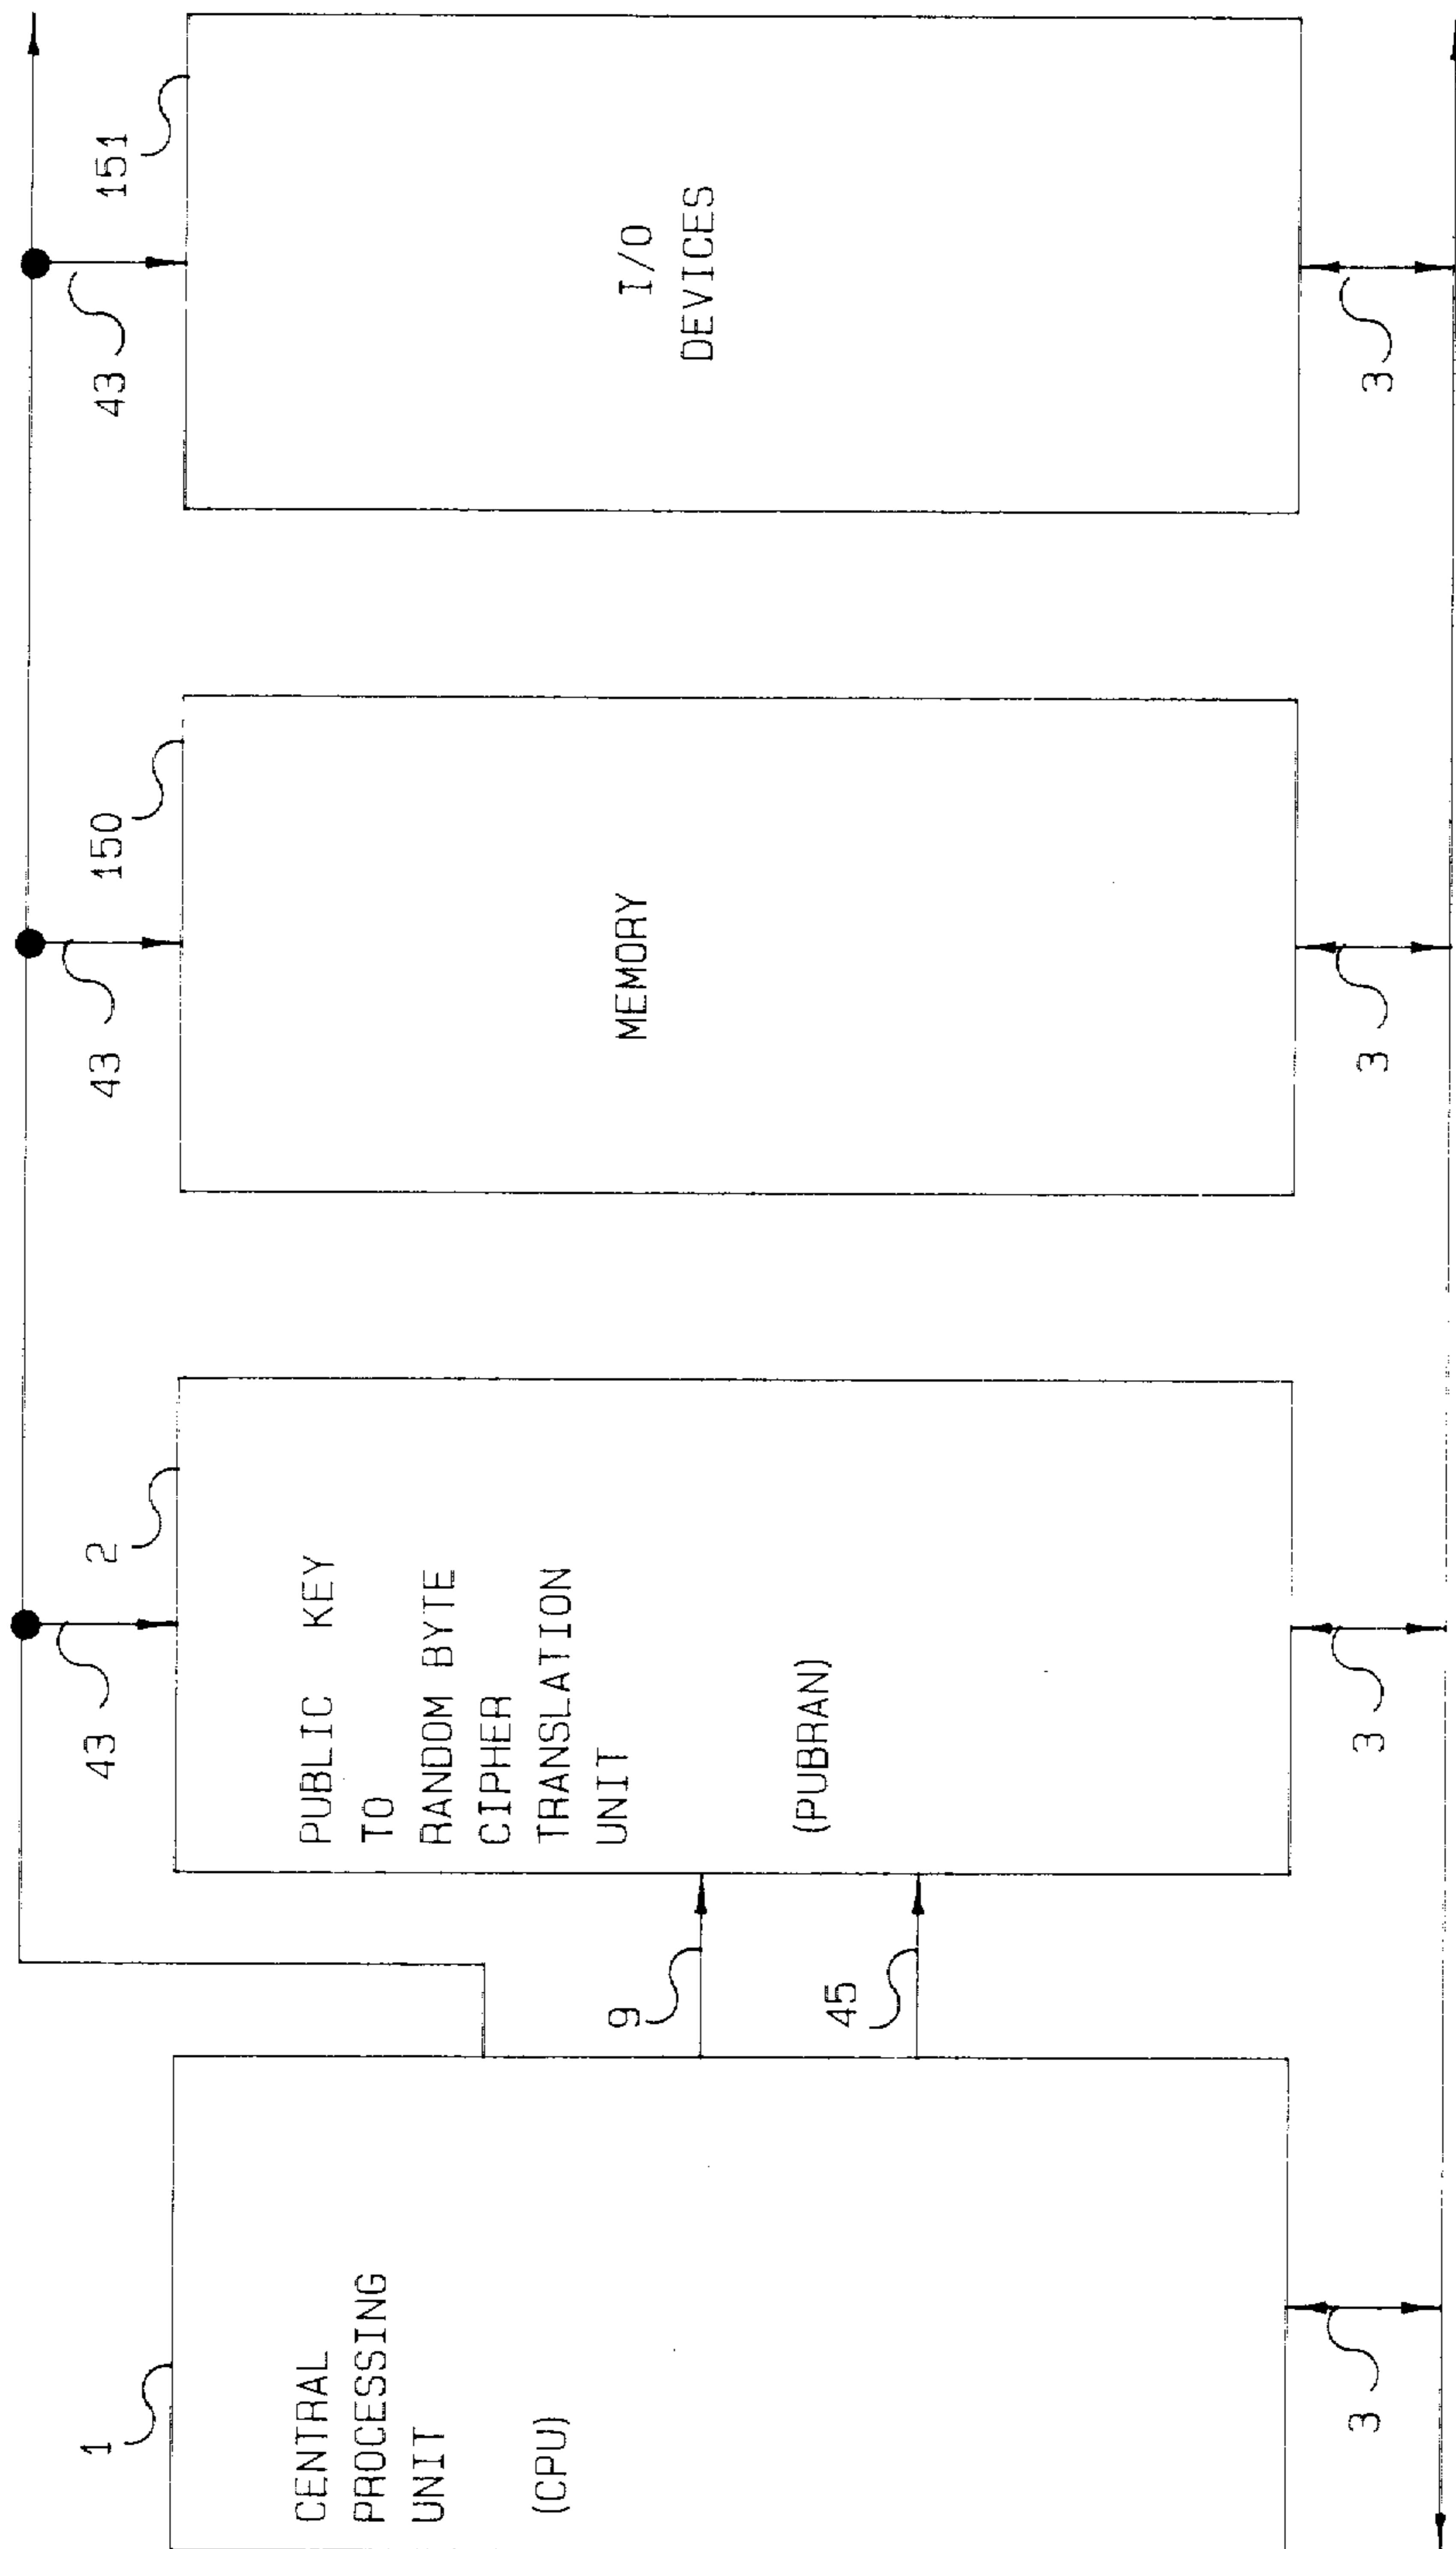 1
CENTRAL
PROCESSING
UNIT
(CPU)
3
9
45
43
2
PUBLIC KEY
TO
RANDOM BYTE
CIPHER
TRANSLATION
UNIT
(PUBRAN)
3
43
150
MEMORY
3
43
151
I/O
DEVICES
3